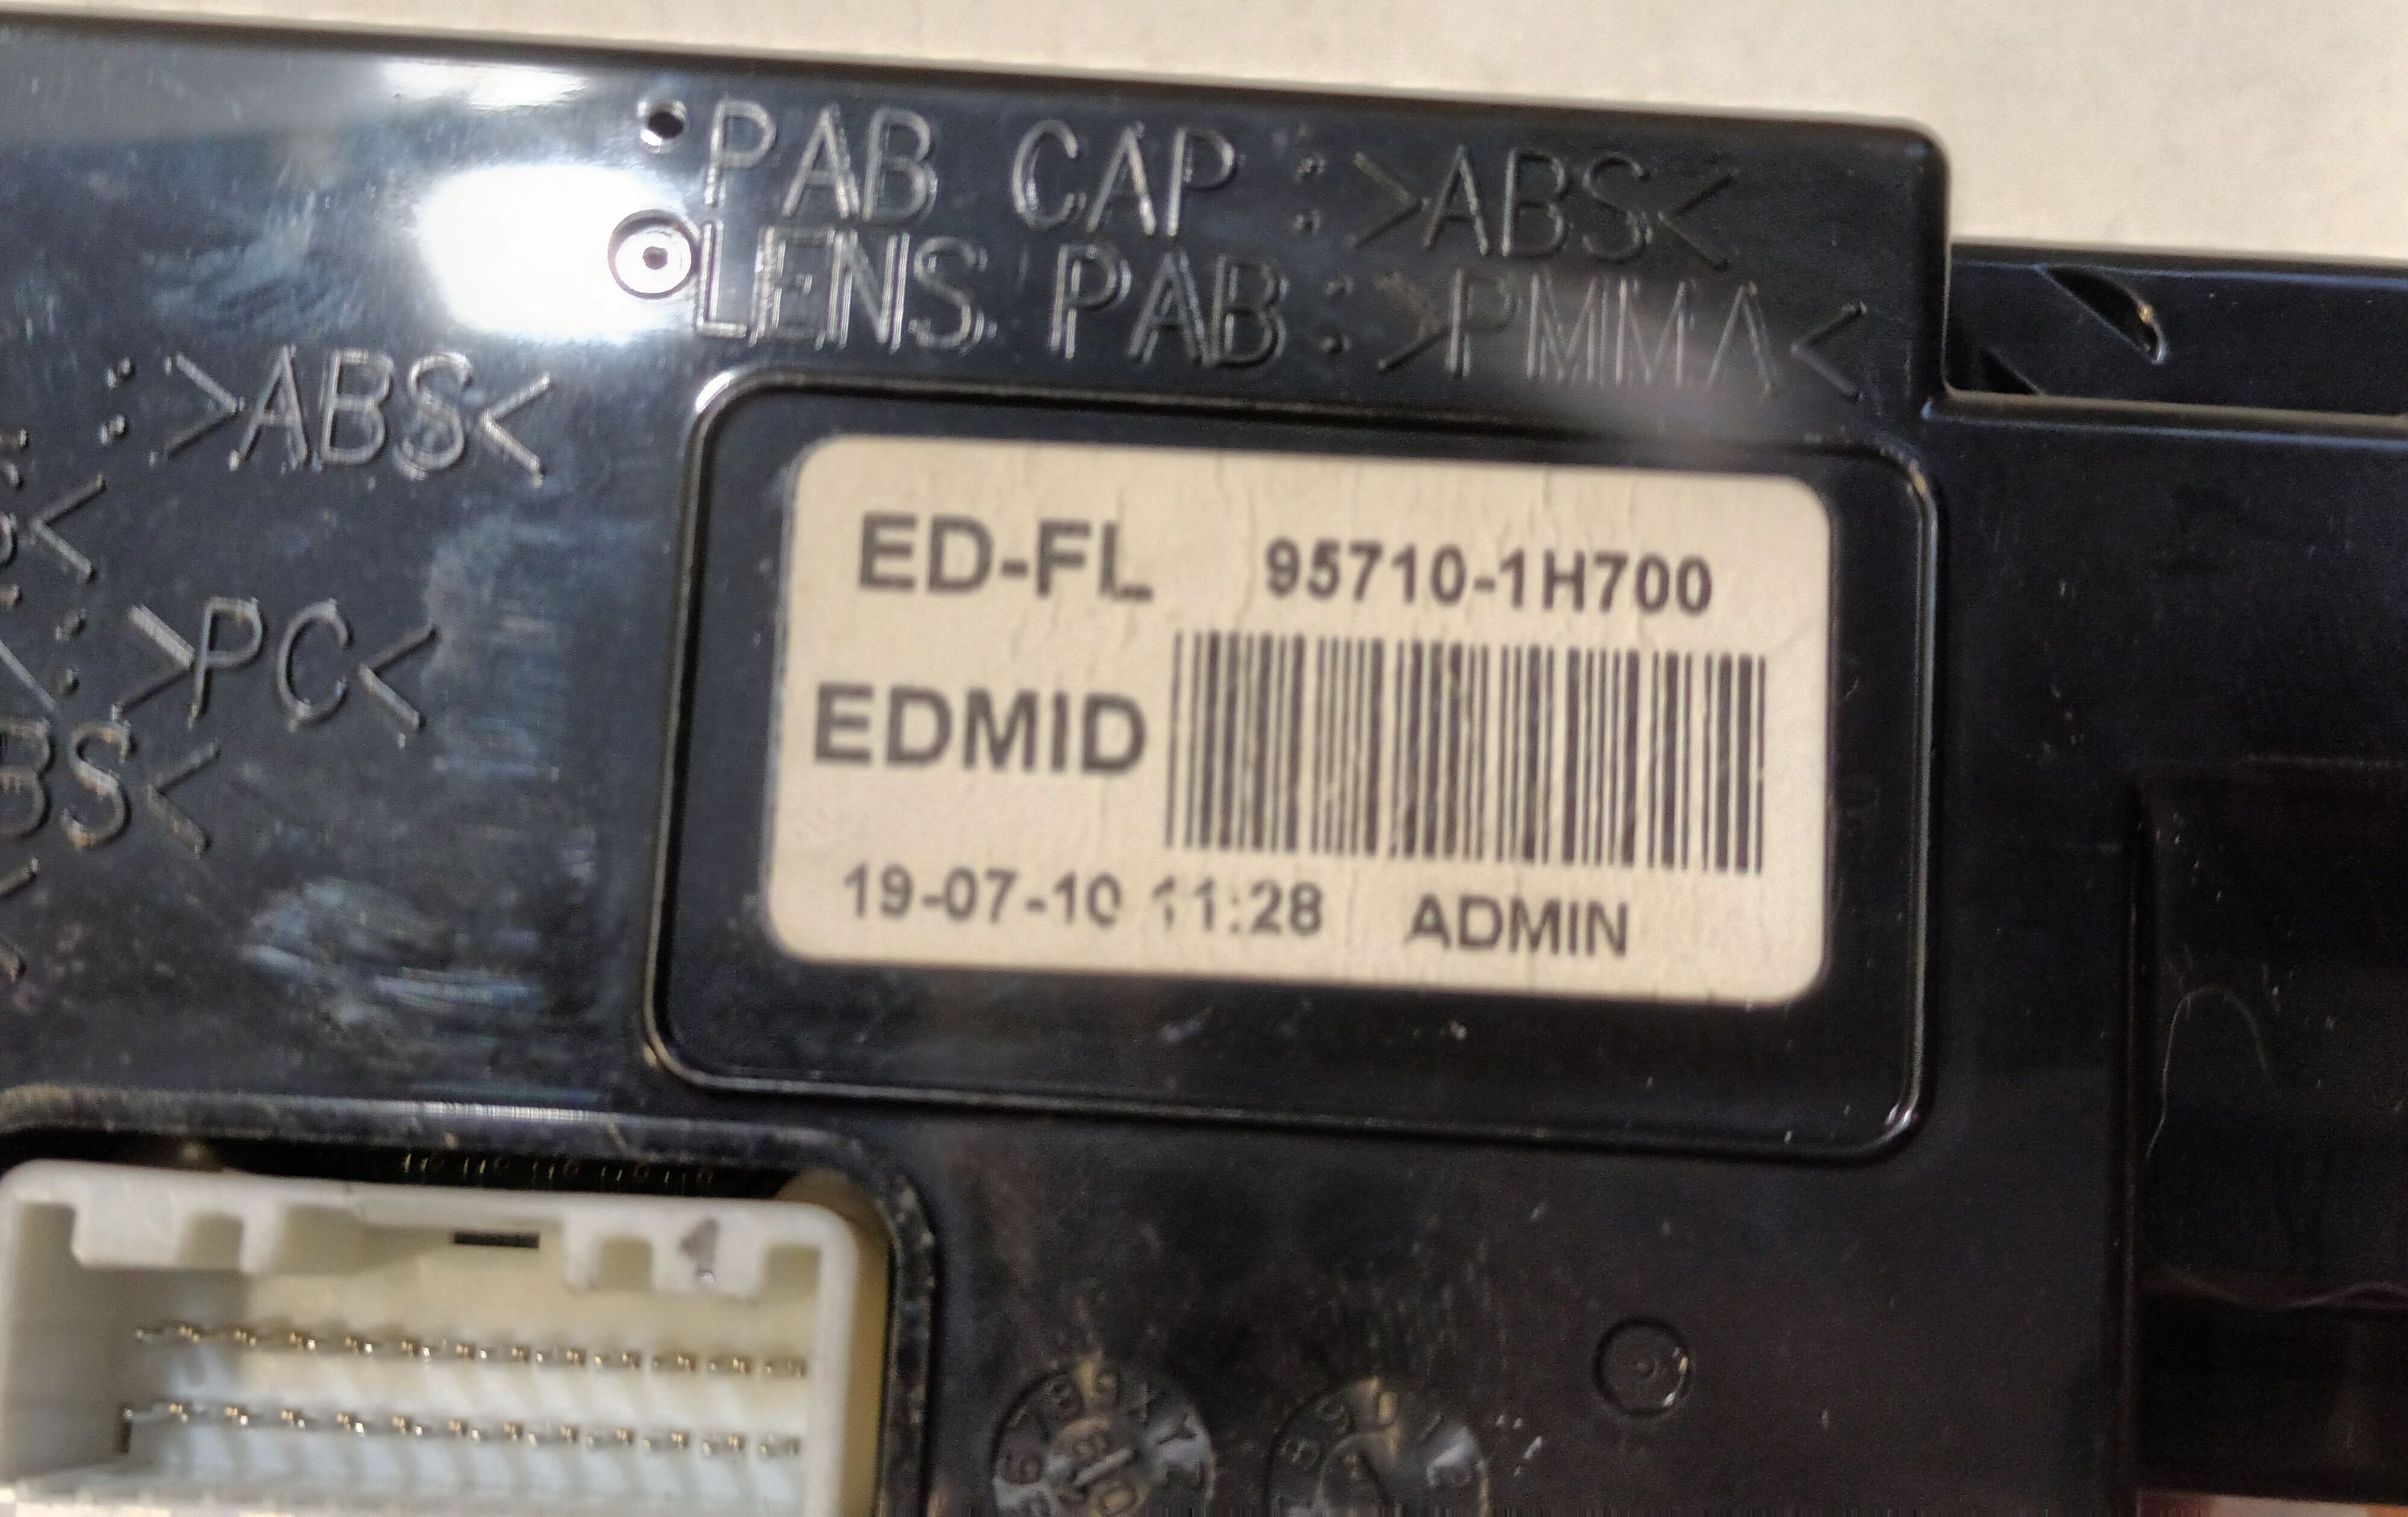 PAB CAP : >ABS<
LENS PAB : >PMMA<
: >ABS<
: >PC<
BS<
ED-FL 95710-1H700
EDMID
19-07-10 11:28 ADMIN